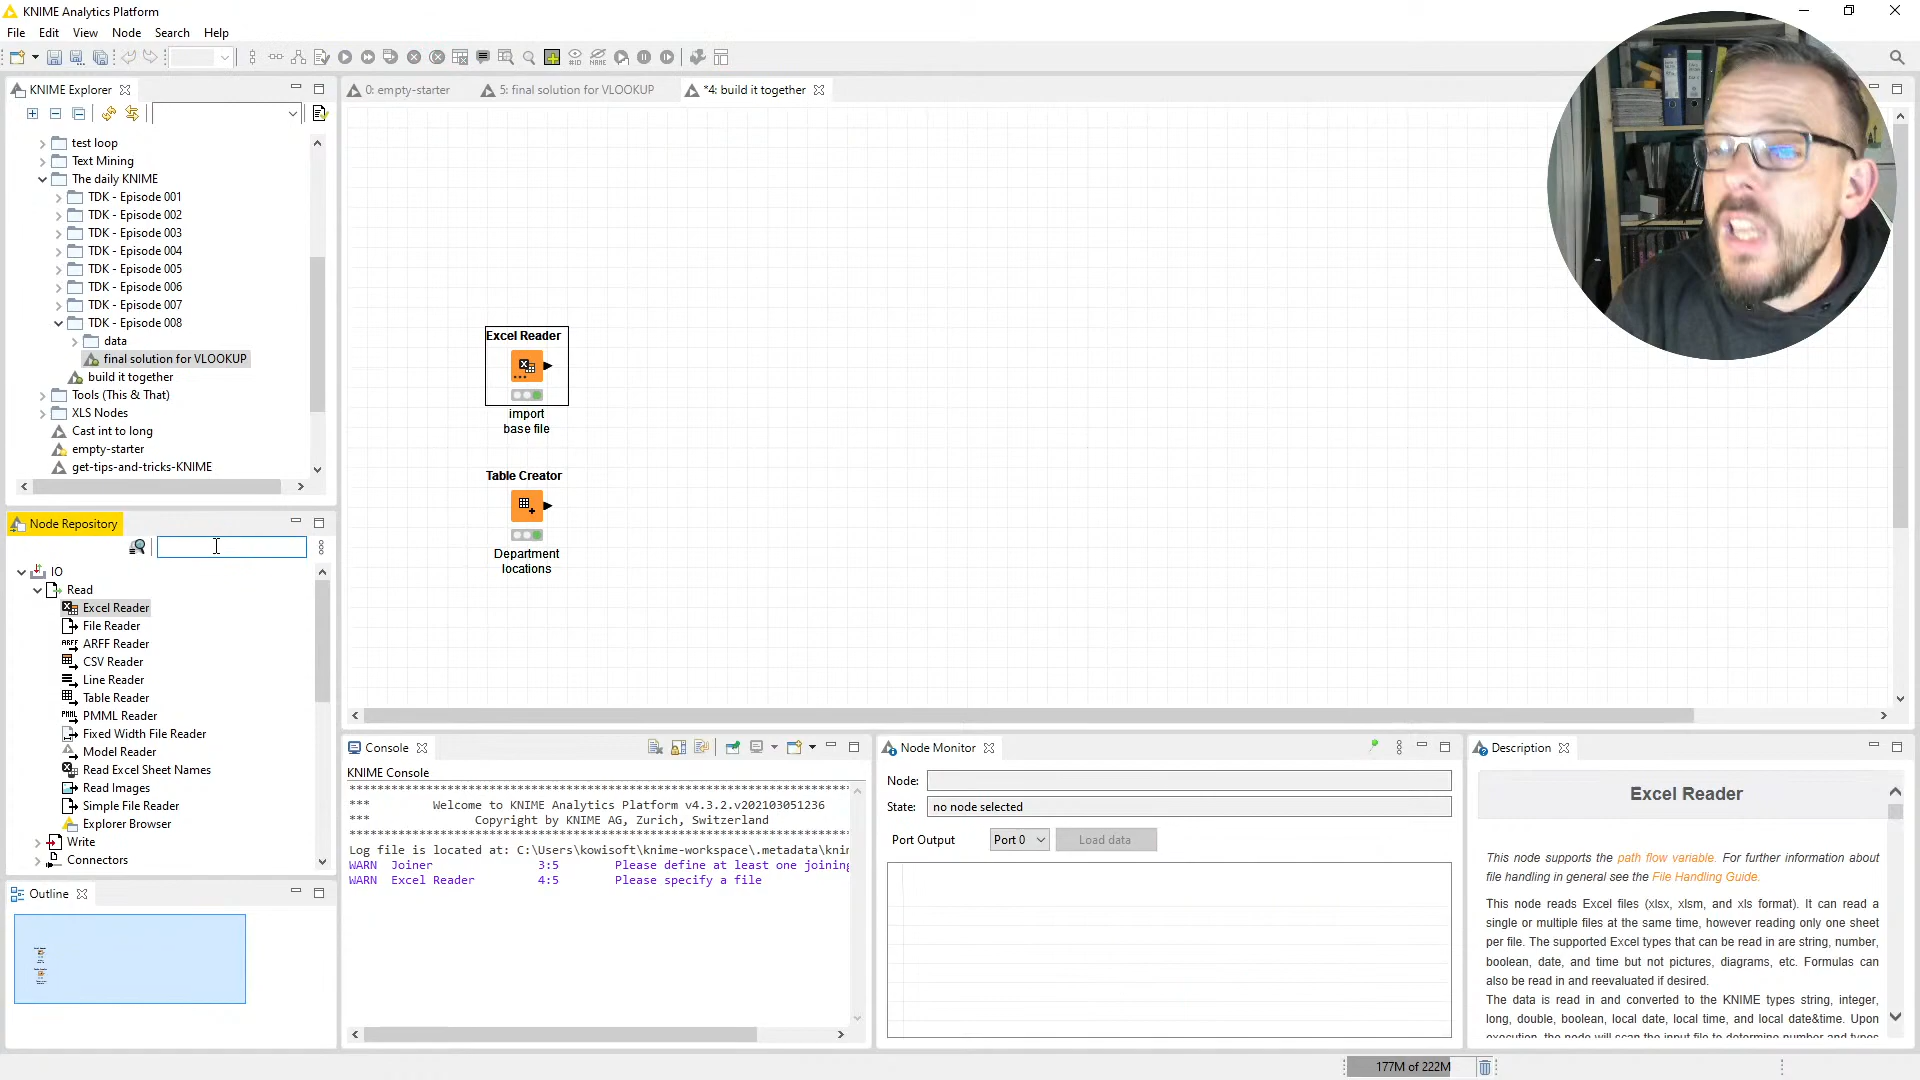 KNIME Analytics Platform
File Edit View Node Search Help
KNIME Explorer
0: empty-starter
5: final solution for VLOOKUP
*4: build it together
test loop
Text Mining
The daily KNIME
TDK - Episode 001
TDK - Episode 002
TDK - Episode 003
TDK - Episode 004
TDK - Episode 005
TDK - Episode 006
TDK - Episode 007
TDK - Episode 008
data
final solution for VLOOKUP
build it together
Tools (This & That)
XLS Nodes
Cast int to long
empty-starter
get-tips-and-tricks-KNIME
Excel Reader
import
base file
Table Creator
Department
locations
Node Repository
IO
Read
Excel Reader
File Reader
ARFF Reader
CSV Reader
Line Reader
Table Reader
PMML Reader
Fixed Width File Reader
Model Reader
Read Excel Sheet Names
Read Images
Simple File Reader
Explorer Browser
Write
Connectors
Outline
Console
KNIME Console
********************************************************************
*** Welcome to KNIME Analytics Platform v4.3.2.v202103051236
*** Copyright by KNIME AG, Zurich, Switzerland
********************************************************************
Log file is located at: C:\Users\kowisoft\knime-workspace\.metadata\knim
WARN Joiner 3:5 Please define at least one joining
WARN Excel Reader 4:5 Please specify a file
Node Monitor
Node:
State: no node selected
Port Output Port 0 Load data
Description
Excel Reader
This node supports the path flow variable. For further information about
file handling in general see the File Handling Guide.
This node reads Excel files (xlsx, xlsm, and xls format). It can read a
single or multiple files at the same time, however reading only one sheet
per file. The supported Excel types that can be read in are string, number,
boolean, date, and time but not pictures, diagrams, etc. Formulas can
also be read in and reevaluated if desired.
The data is read in and converted to the KNIME types string, integer,
long, double, boolean, local date, local time, and local date&time. Upon
execution, the node will scan the input file to determine number and types
177M of 222M